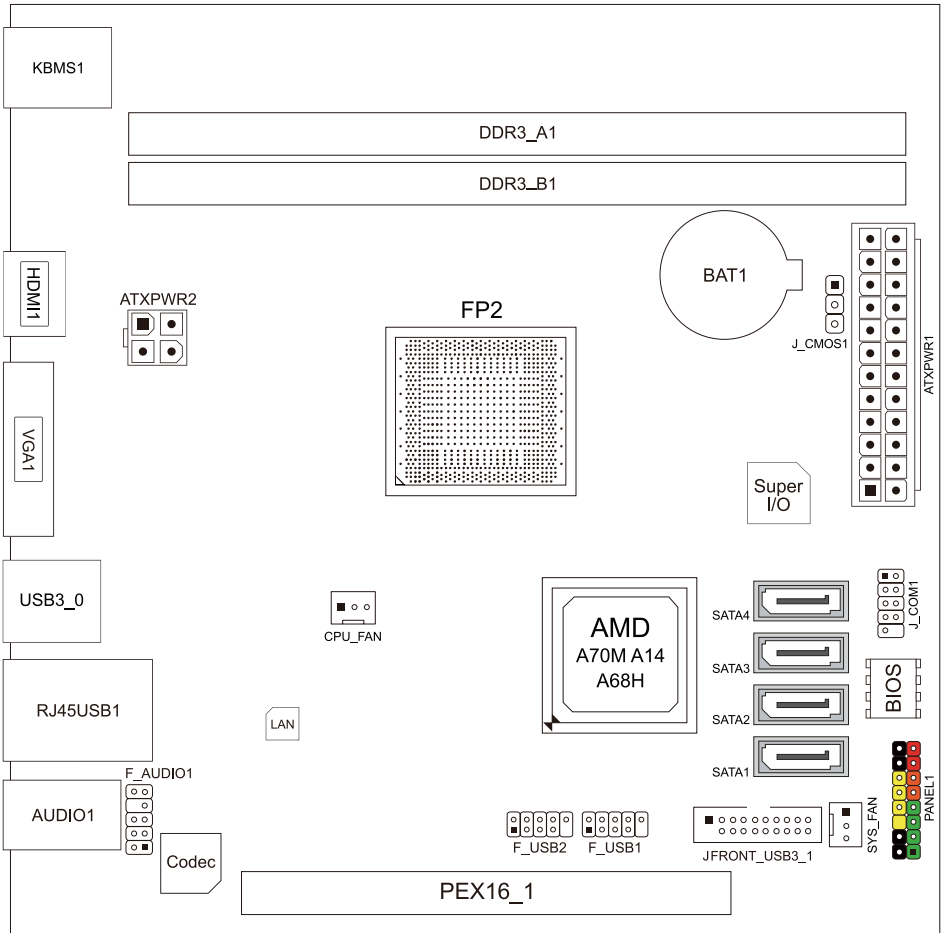 KBMS1
DDR3_A1
DDR3_B1
HDMI1
ATXPWR2
FP2
BAT1
J_CMOS1
ATXPWR1
VGA1
Super
I/O
USB3_0
CPU_FAN
AMD
A70M A14
A68H
SATA4
SATA3
SATA2
SATA1
J_COM1
BIOS
RJ45USB1
LAN
F_AUDIO1
AUDIO1
Codec
F_USB2
F_USB1
JFRONT_USB3_1
SYS_FAN
PANEL1
PEX16_1